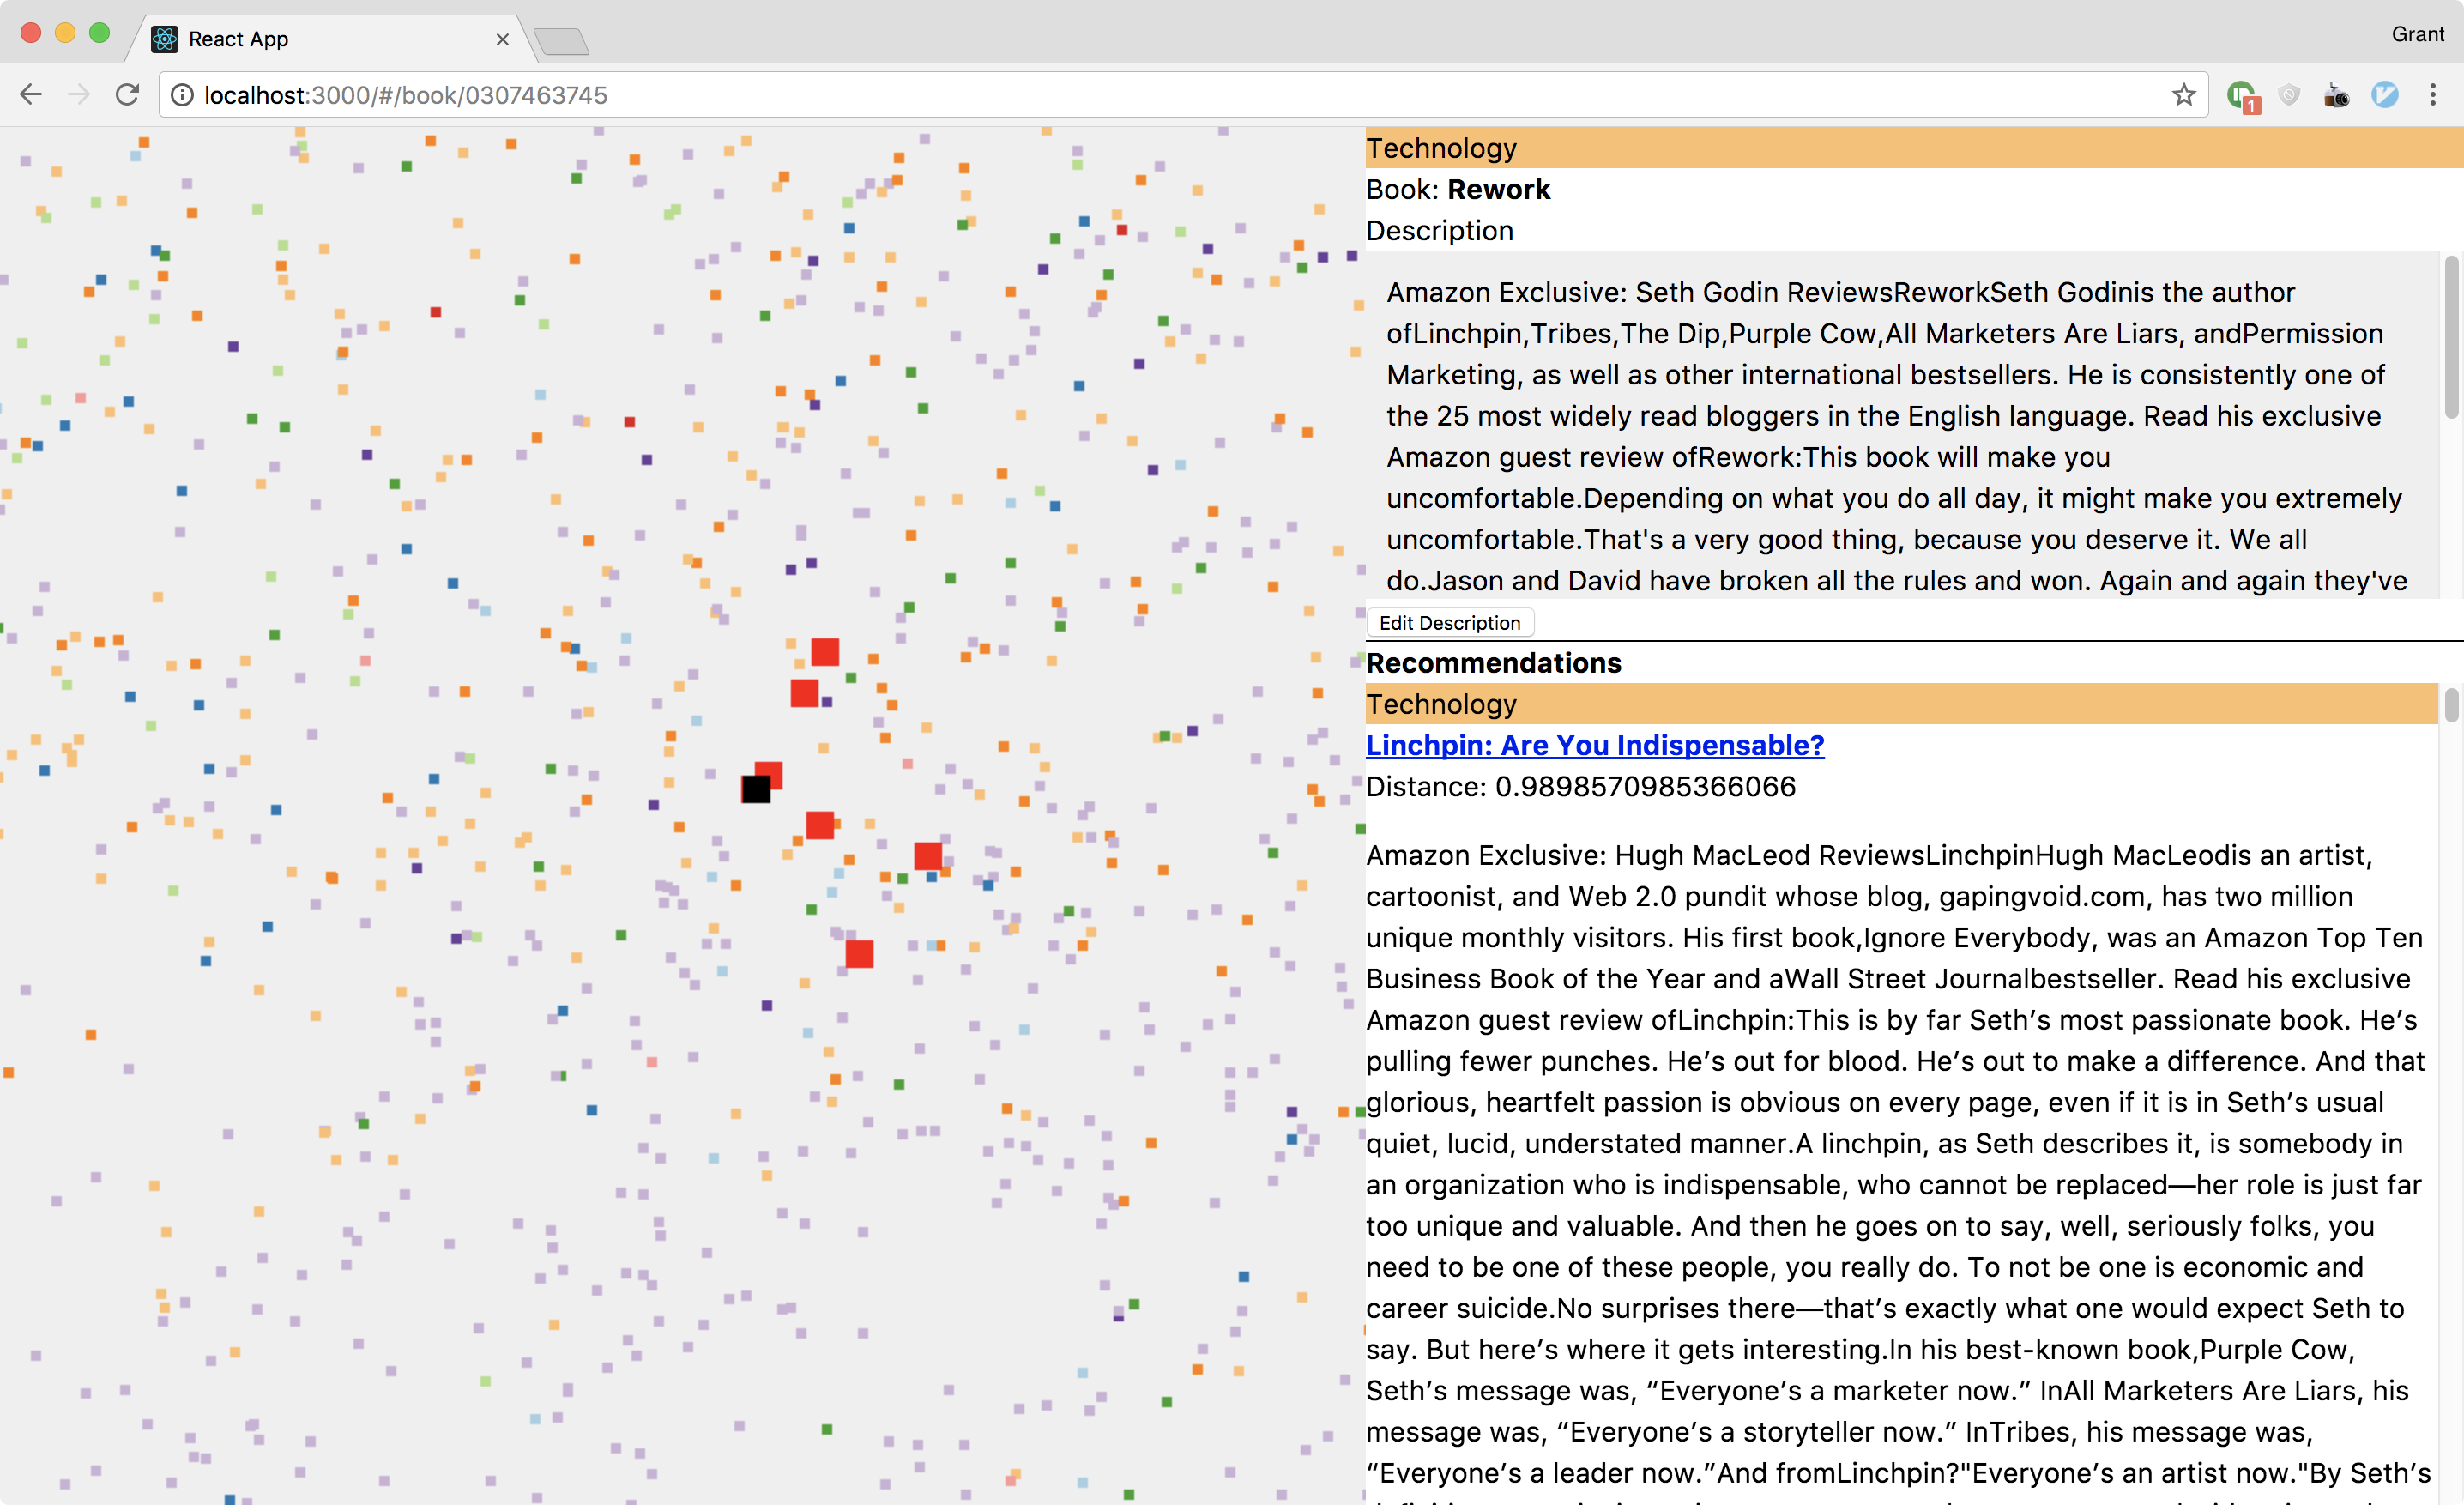 React App
Grant
localhost:3000/#/book/0307463745
1
Technology
Book: Rework
Description
Amazon Exclusive: Seth Godin ReviewsReworkSeth Godinis the author
ofLinchpin,Tribes,The Dip,Purple Cow,All Marketers Are Liars, andPermission
Marketing, as well as other international bestsellers. He is consistently one of
the 25 most widely read bloggers in the English language. Read his exclusive
Amazon guest review ofRework:This book will make you
uncomfortable.Depending on what you do all day, it might make you extremely
uncomfortable.That's a very good thing, because you deserve it. We all
do.Jason and David have broken all the rules and won. Again and again they've
Edit Description
Recommendations
Technology
Linchpin: Are You Indispensable?
Distance: 0.9898570985366066
Amazon Exclusive: Hugh MacLeod ReviewsLinchpinHugh MacLeodis an artist,
cartoonist, and Web 2.0 pundit whose blog, gapingvoid.com, has two million
unique monthly visitors. His first book,Ignore Everybody, was an Amazon Top Ten
Business Book of the Year and aWall Street Journalbestseller. Read his exclusive
Amazon guest review ofLinchpin:This is by far Seth’s most passionate book. He’s
pulling fewer punches. He’s out for blood. He’s out to make a difference. And that
glorious, heartfelt passion is obvious on every page, even if it is in Seth’s usual
quiet, lucid, understated manner.A linchpin, as Seth describes it, is somebody in
an organization who is indispensable, who cannot be replaced—her role is just far
too unique and valuable. And then he goes on to say, well, seriously folks, you
need to be one of these people, you really do. To not be one is economic and
career suicide.No surprises there—that’s exactly what one would expect Seth to
say. But here’s where it gets interesting.In his best-known book,Purple Cow,
Seth’s message was, “Everyone’s a marketer now.” InAll Marketers Are Liars, his
message was, “Everyone’s a storyteller now.” InTribes, his message was,
“Everyone’s a leader now.”And fromLinchpin?"Everyone’s an artist now."By Seth’s